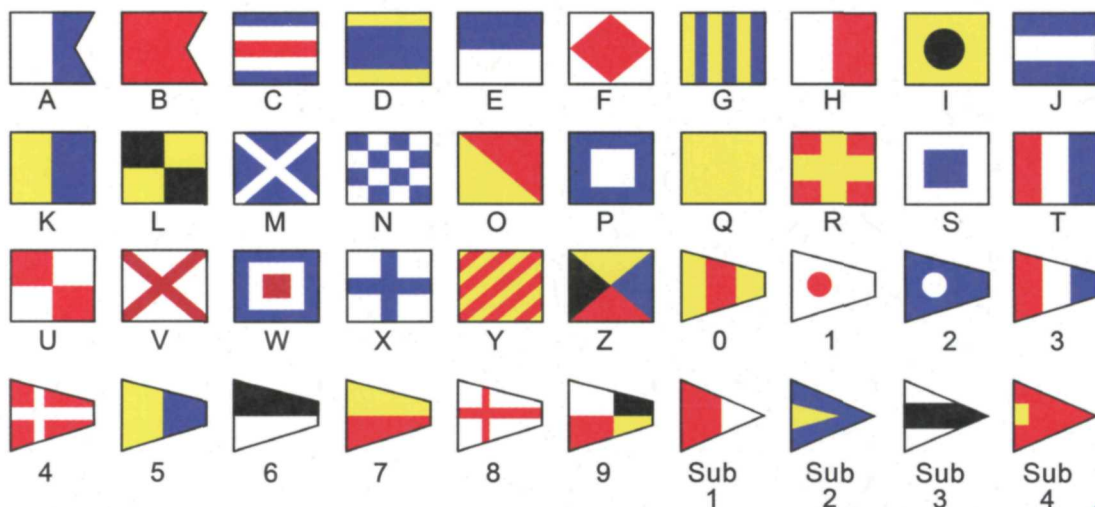 A B C D E F G H I J
K L M N O P Q R S T
U V W X Y Z 0 1 2 3
4 5 6 7 8 9 Sub 1 Sub 2 Sub 3 Sub 4